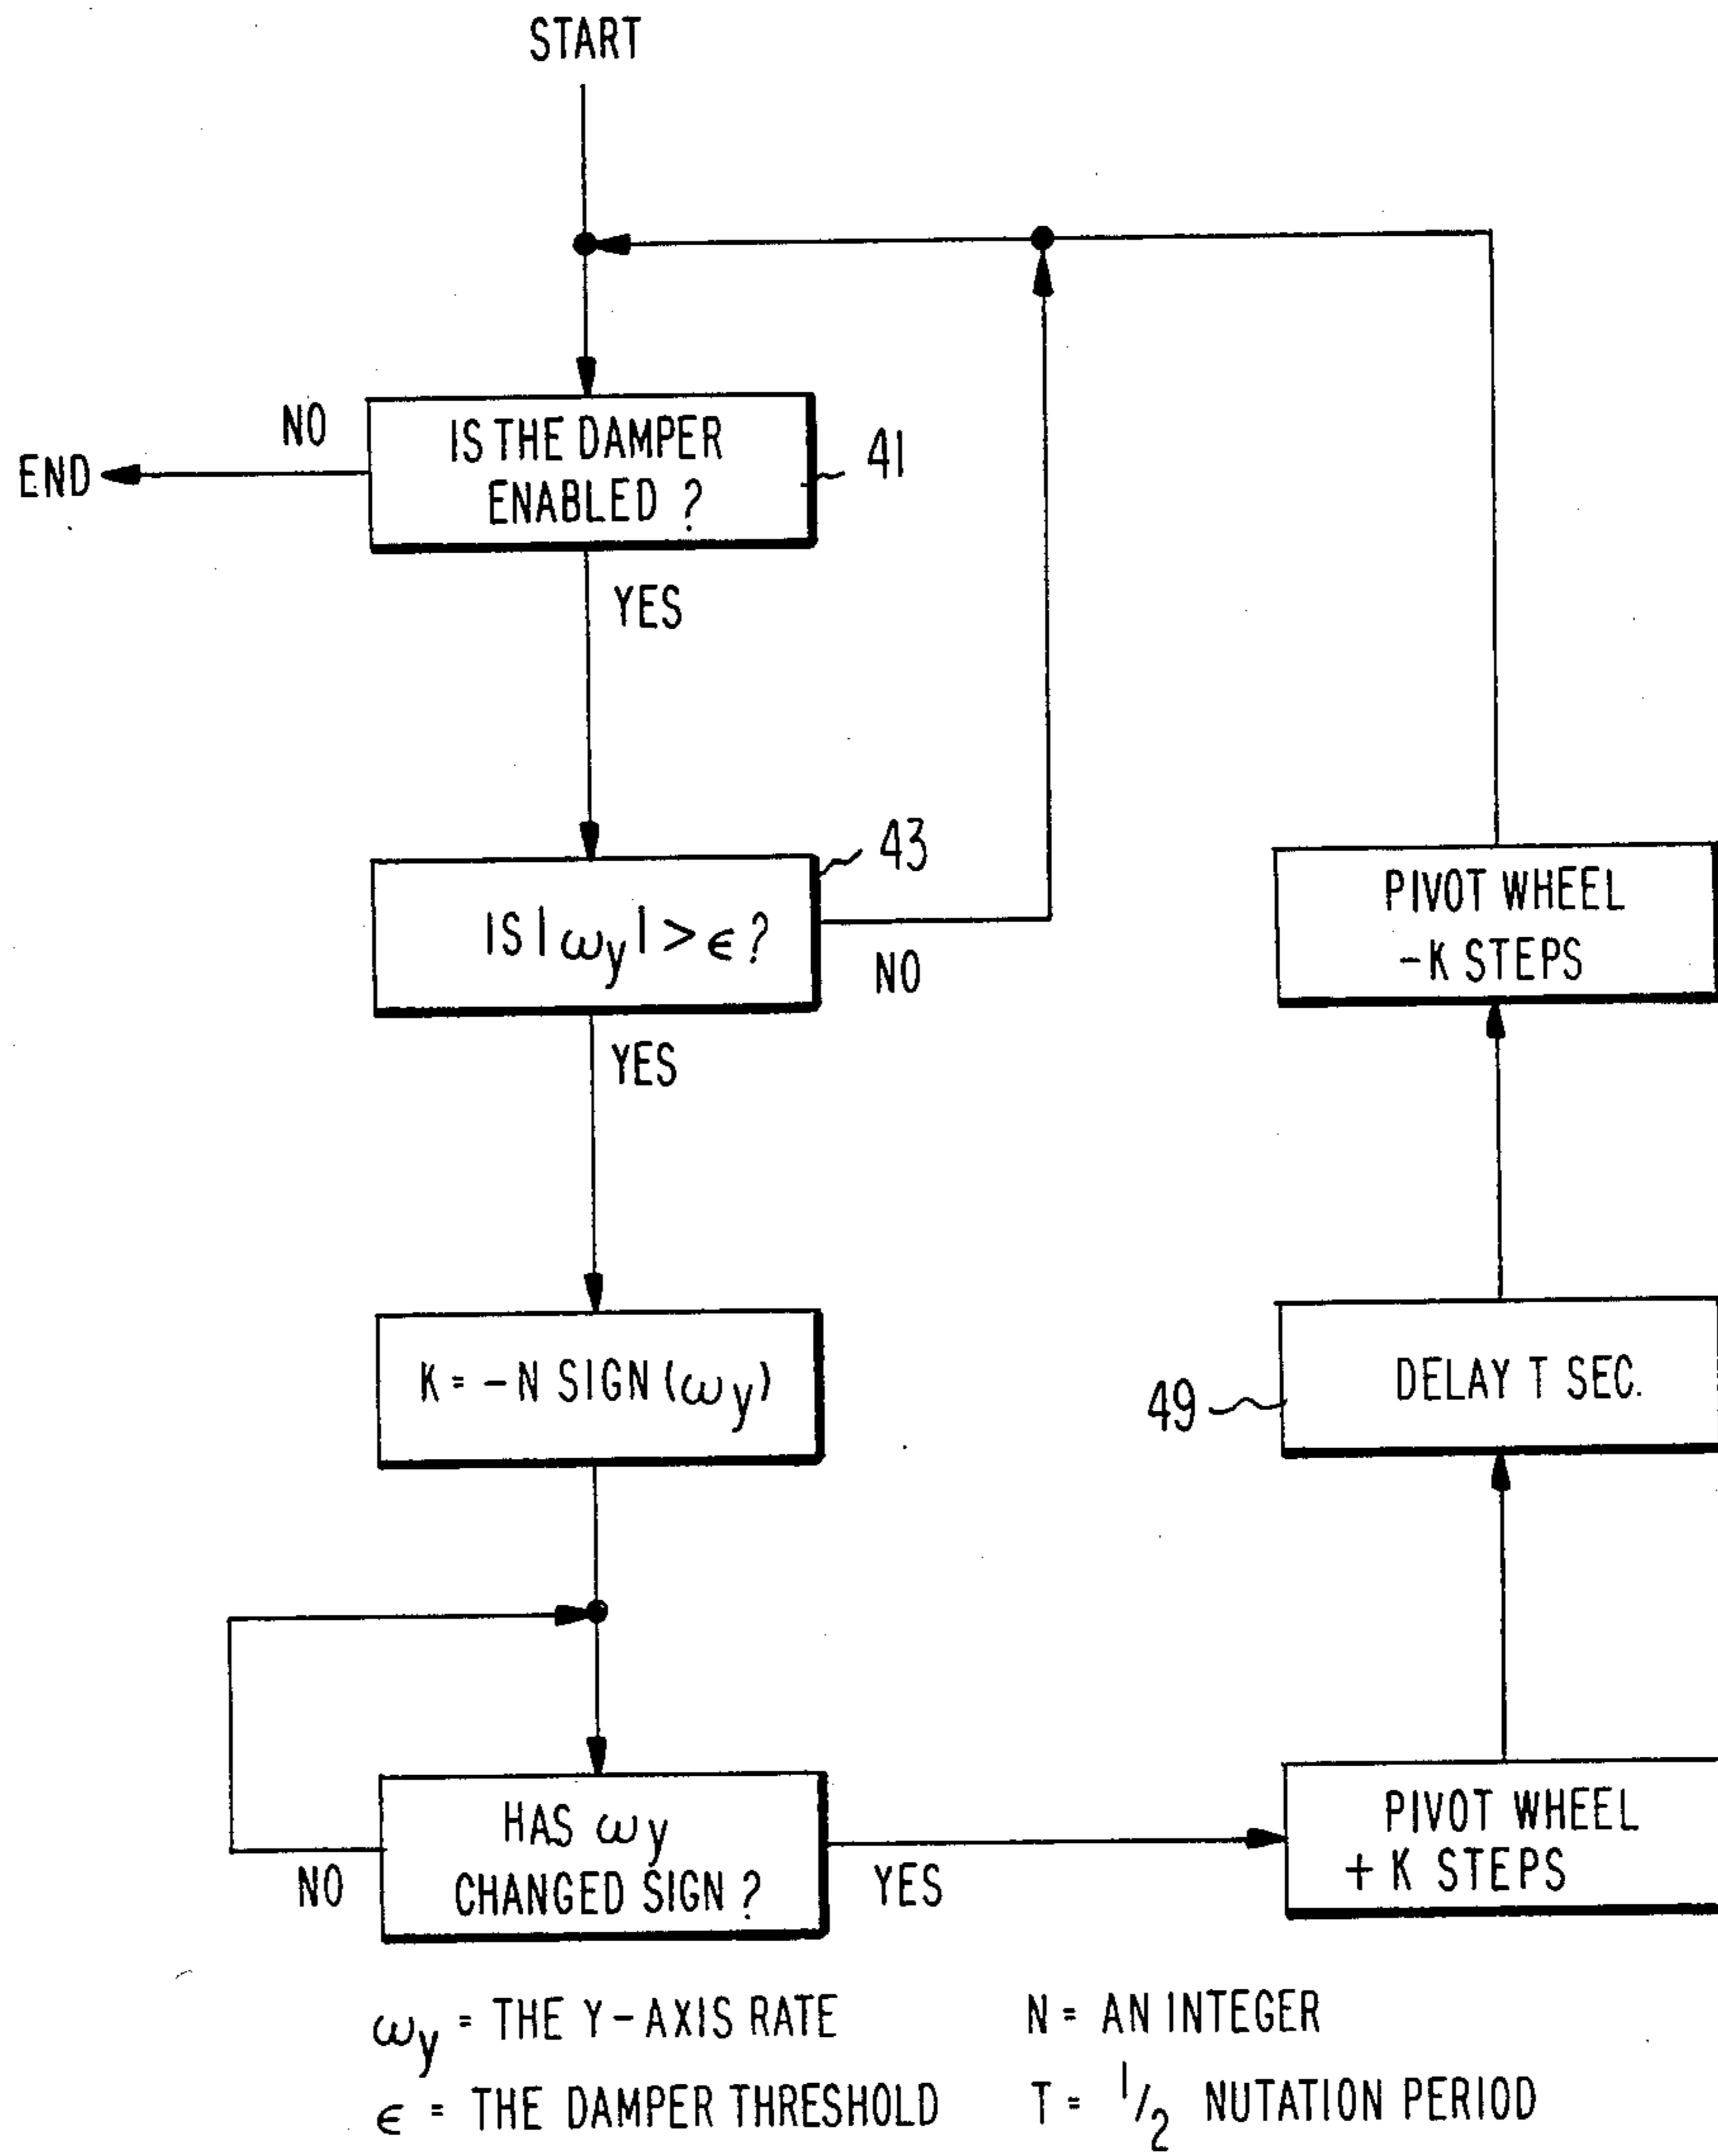 START
NO
END
IS THE DAMPER
ENABLED ?
41
YES
43
IS |ωy| > ϵ ?
NO
YES
K = -N SIGN (ωy)
HAS ωy
CHANGED SIGN ?
NO
YES
PIVOT WHEEL
+ K STEPS
49
DELAY T SEC.
PIVOT WHEEL
-K STEPS
ωy = THE Y-AXIS RATE
N = AN INTEGER
ϵ = THE DAMPER THRESHOLD
T = 1/2 NUTATION PERIOD